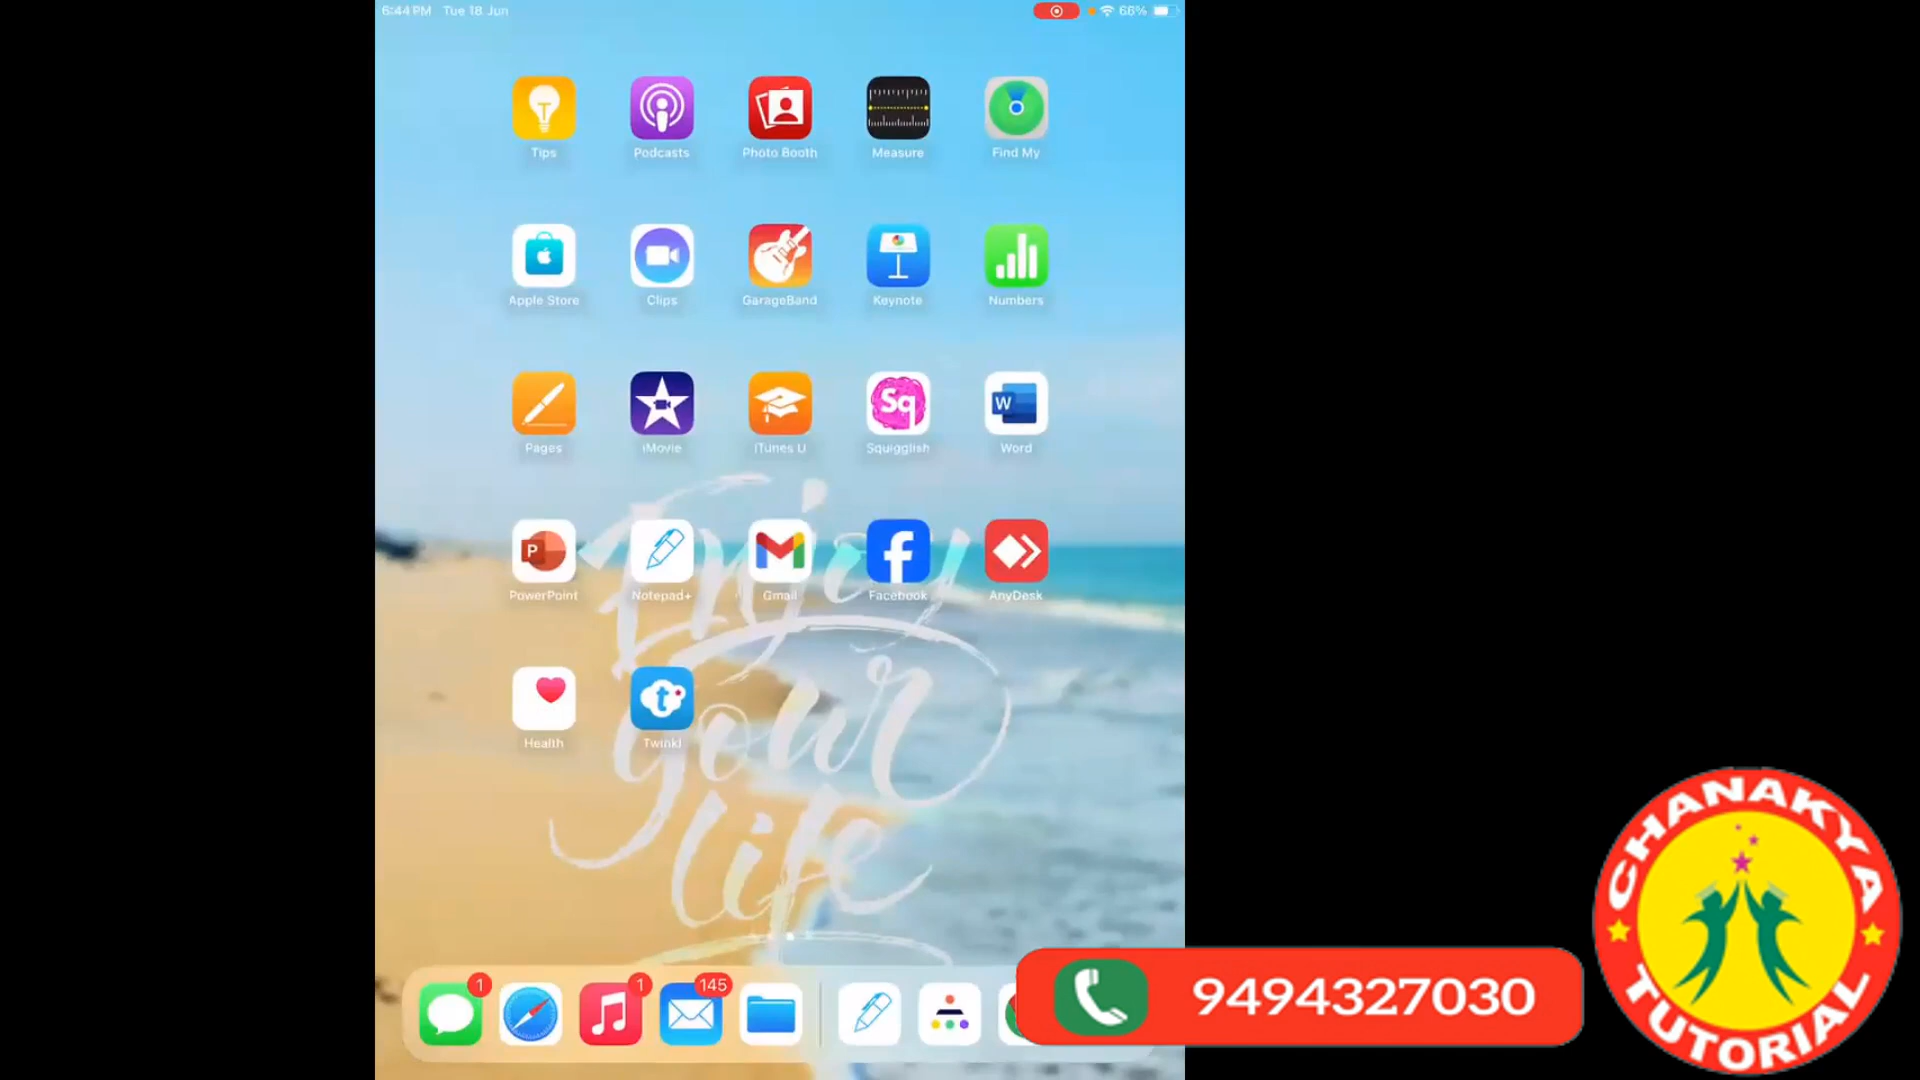 6:44 PM Tue 18 Jun 66%
Tips Podcasts Photo Booth Measure Find My
Apple Store Clips GarageBand Keynote Numbers
Sq W
Pages iMovie iTunes U Squigglish Word
P
PowerPoint Notepad+ Gmail Facebook AnyDesk
Enjoy
t
Health Twinkl
your
life
1 1 145
9494327030
CHANAKYA
TUTORIAL